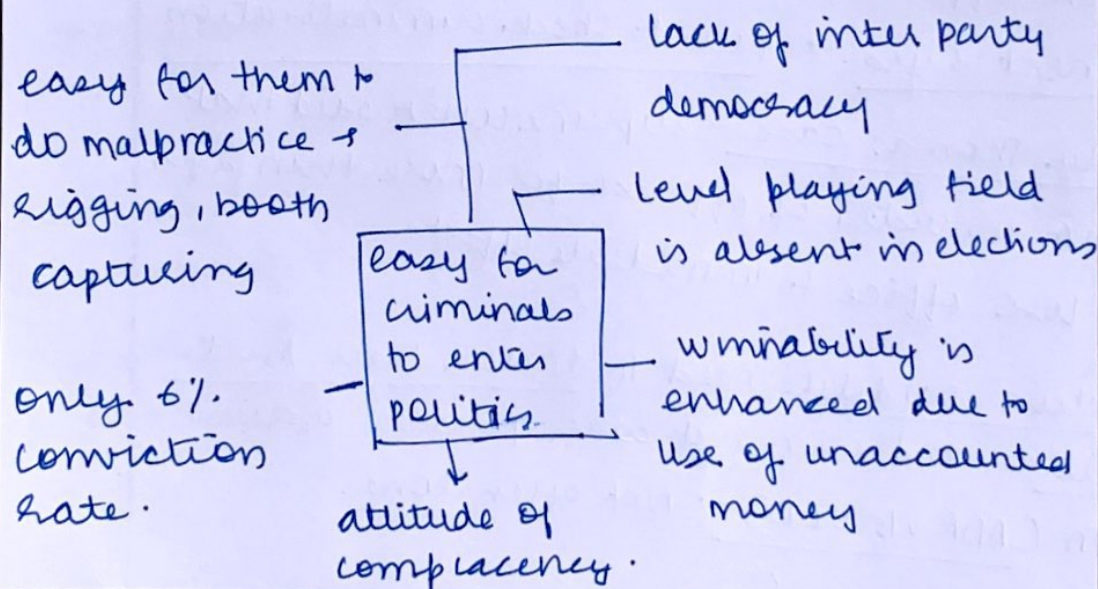 lack of inter party
democracy
easy for them to
do malpractice →
rigging, booth
capturing
level playing field
is absent in elections
easy for
criminals
to enter
politics.
winnability is
enhanced due to
use of unaccounted
money
only 6%.
conviction
rate.
attitude of
complacency.